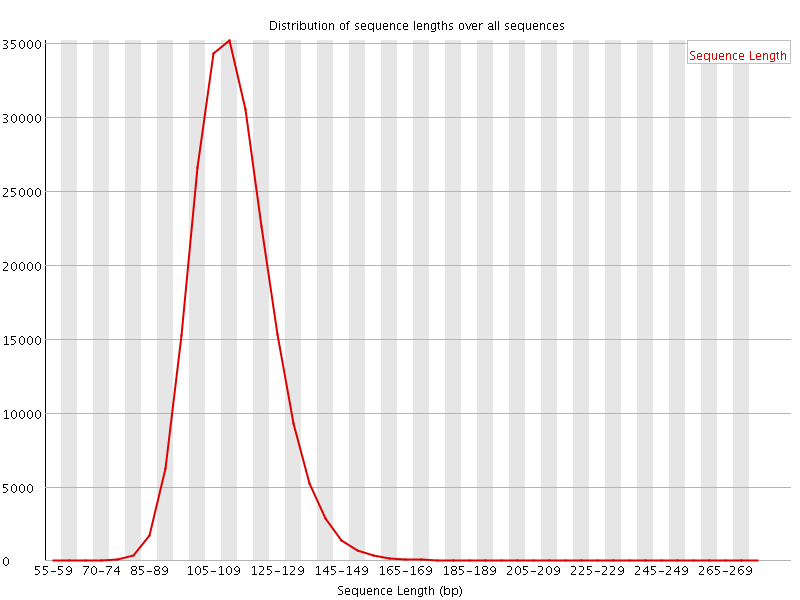 Distribution of sequence lengths over all sequences
Sequence Length
35000
30000
25000
20000
15000
10000
5000
0
55-59 70-74 85-89 105-109 125-129 145-149 165-169 185-189 205-209 225-229 245-249 265-269
Sequence Length (bp)